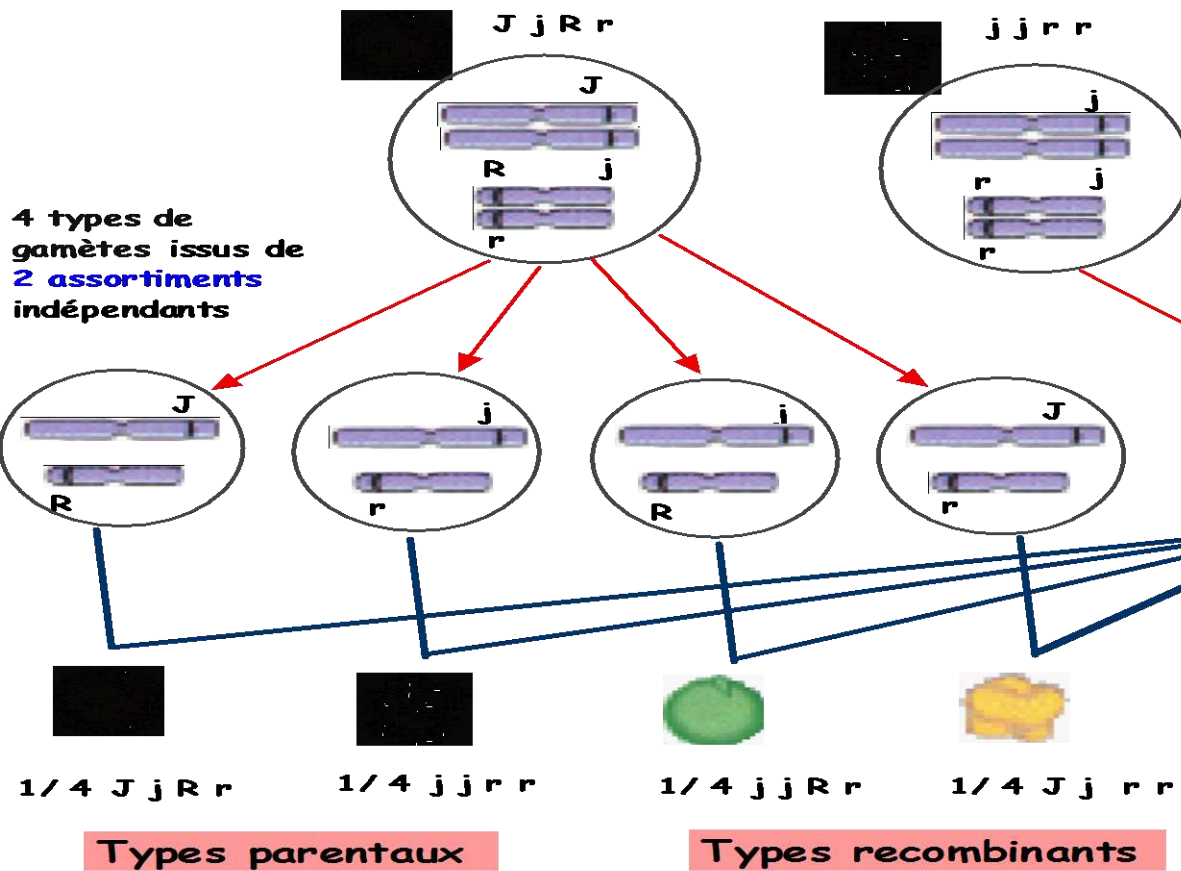 J j R r
j j r r
J
j
R j
r j
r
r
4 types de
gamètes issus de
2 assortiments
indépendants
J
j
j
J
R
r
R
r
1/4 J j R r
1/4 j j r r
1/4 j j R r
1/4 J j r r
Types parentaux
Types recombinants